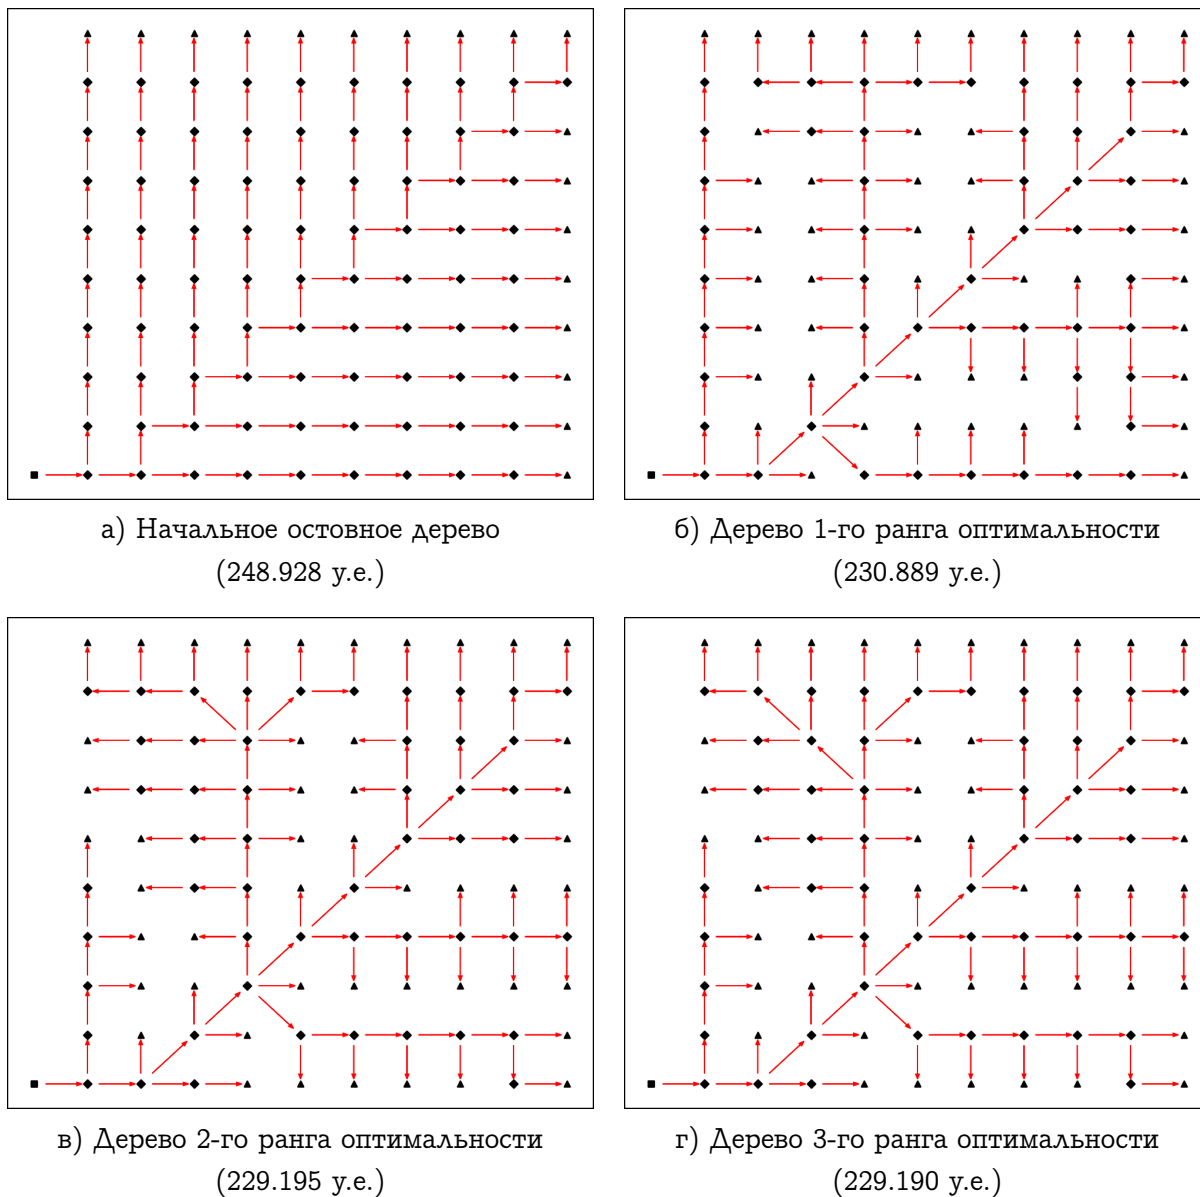 а) Начальное остовное дерево
(248.928 у.е.)
б) Дерево 1-го ранга оптимальности
(230.889 у.е.)
в) Дерево 2-го ранга оптимальности
(229.195 у.е.)
г) Дерево 3-го ранга оптимальности
(229.190 у.е.)